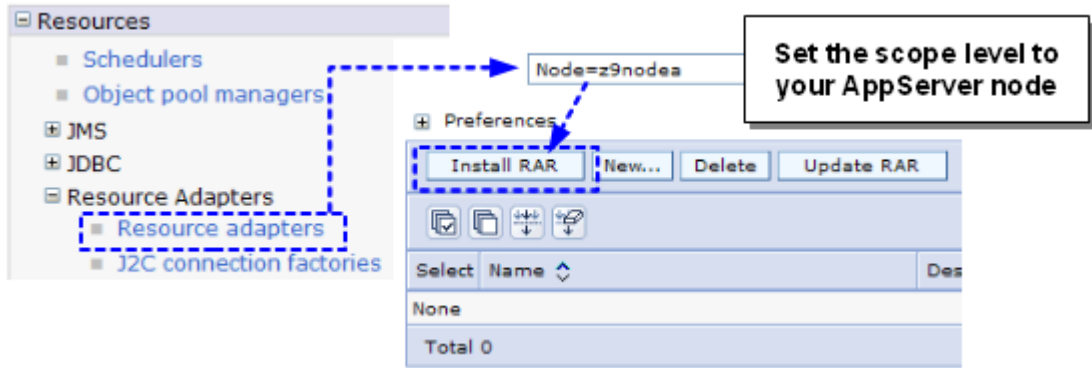 Resources
Schedulers
Object pool managers
JMS
JDBC
Resource Adapters
Resource adapters
J2C connection factories
Node=z9nodea
Set the scope level to
your AppServer node
Preferences
Install RAR New... Delete Update RAR
Select Name Des
None
Total 0